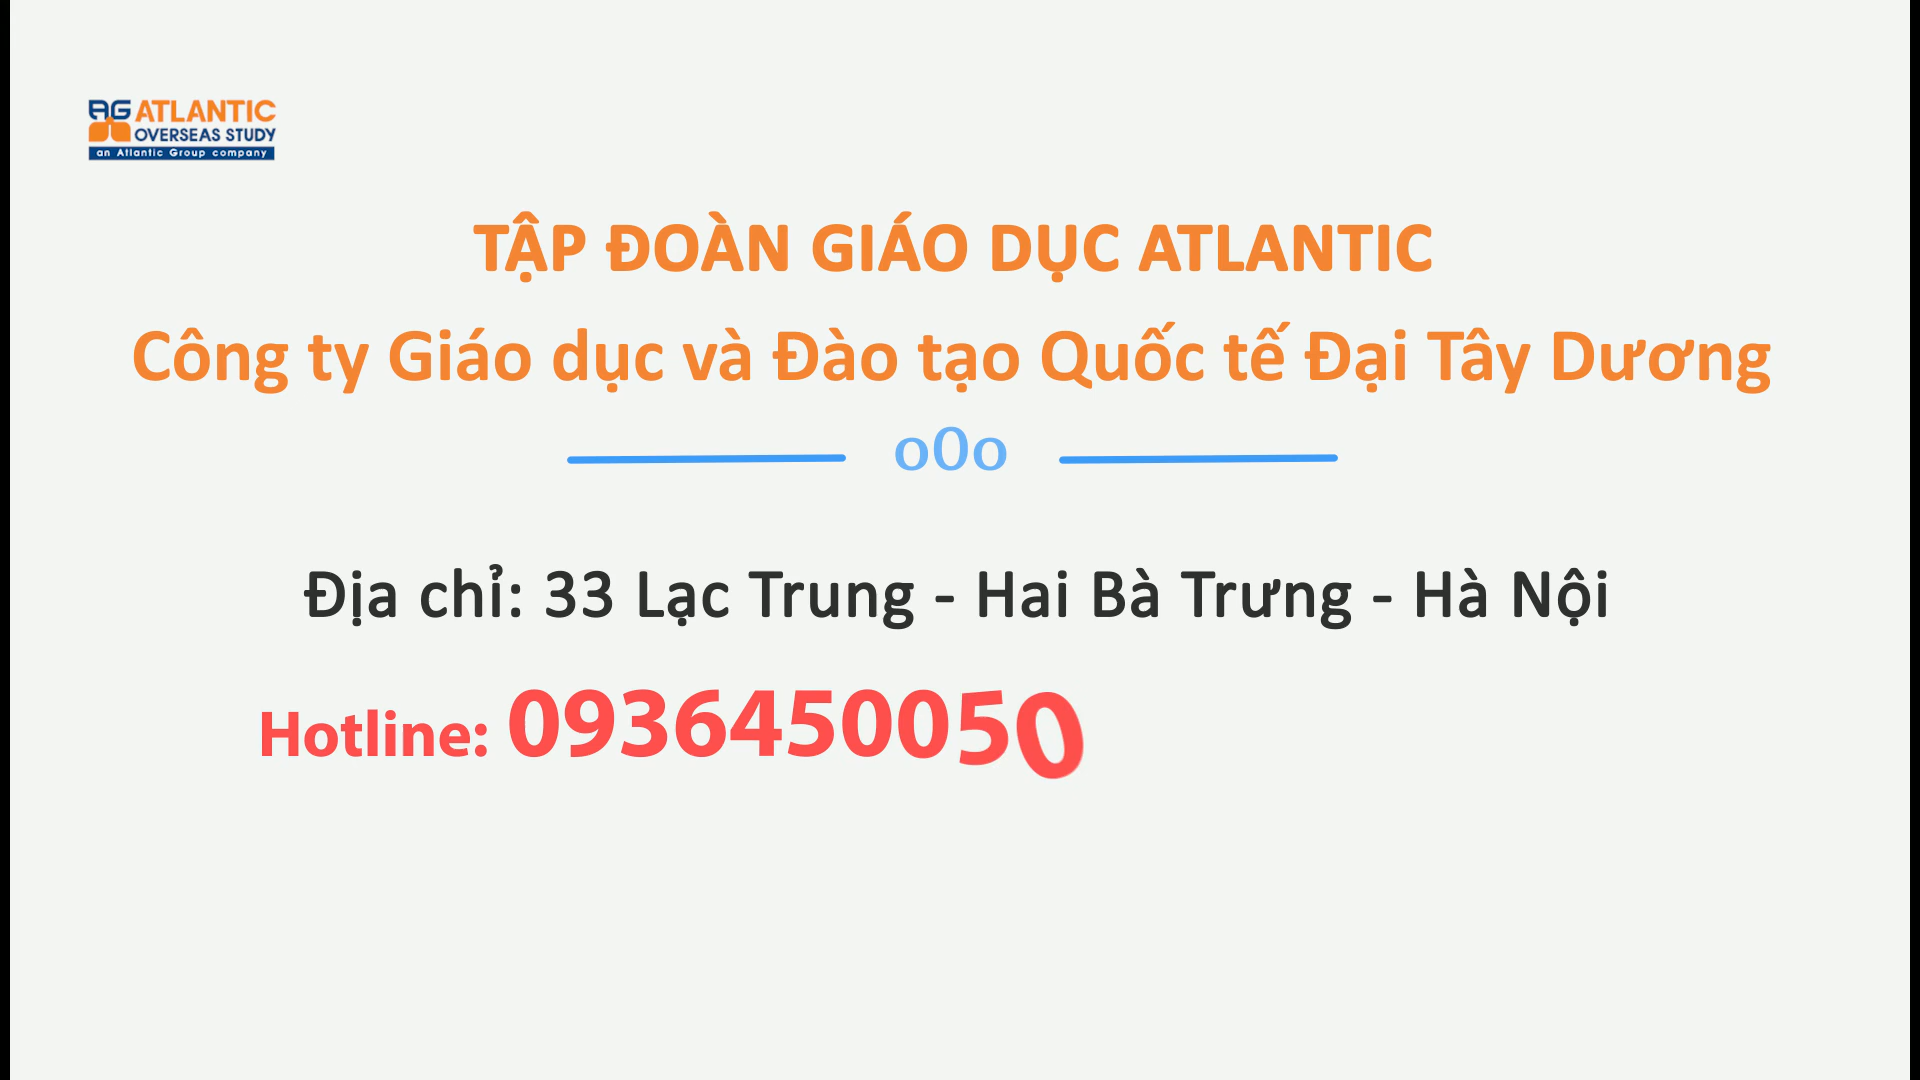 AG ATLANTIC
OVERSEAS STUDY
an Atlantic Group company
TẬP ĐOÀN GIÁO DỤC ATLANTIC
Công ty Giáo dục và Đào tạo Quốc tế Đại Tây Dương
oOo
Địa chỉ: 33 Lạc Trung - Hai Bà Trưng - Hà Nội
Hotline: 0936450050